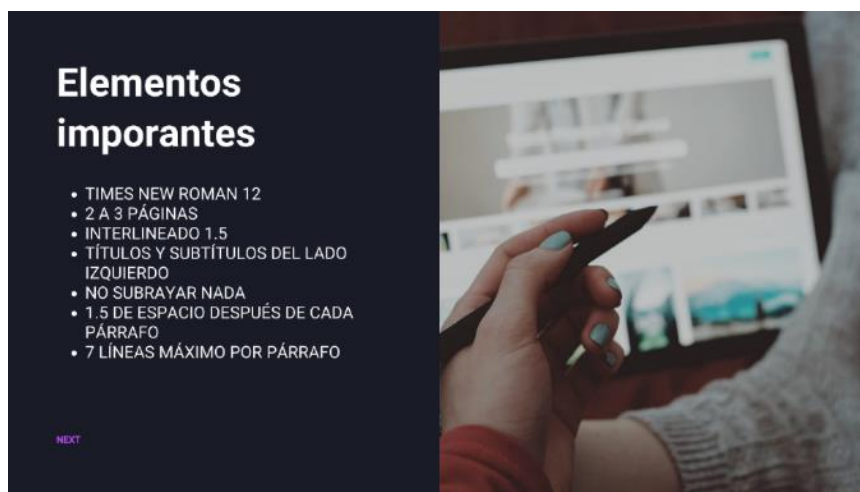 Elementos
imporantes
• TIMES NEW ROMAN 12
• 2 A 3 PÁGINAS
• INTERLINEADO 1.5
• TÍTULOS Y SUBTÍTULOS DEL LADO
IZQUIERDO
• NO SUBRAYAR NADA
• 1.5 DE ESPACIO DESPUÉS DE CADA
PÁRRAFO
• 7 LÍNEAS MÁXIMO POR PÁRRAFO
NEXT